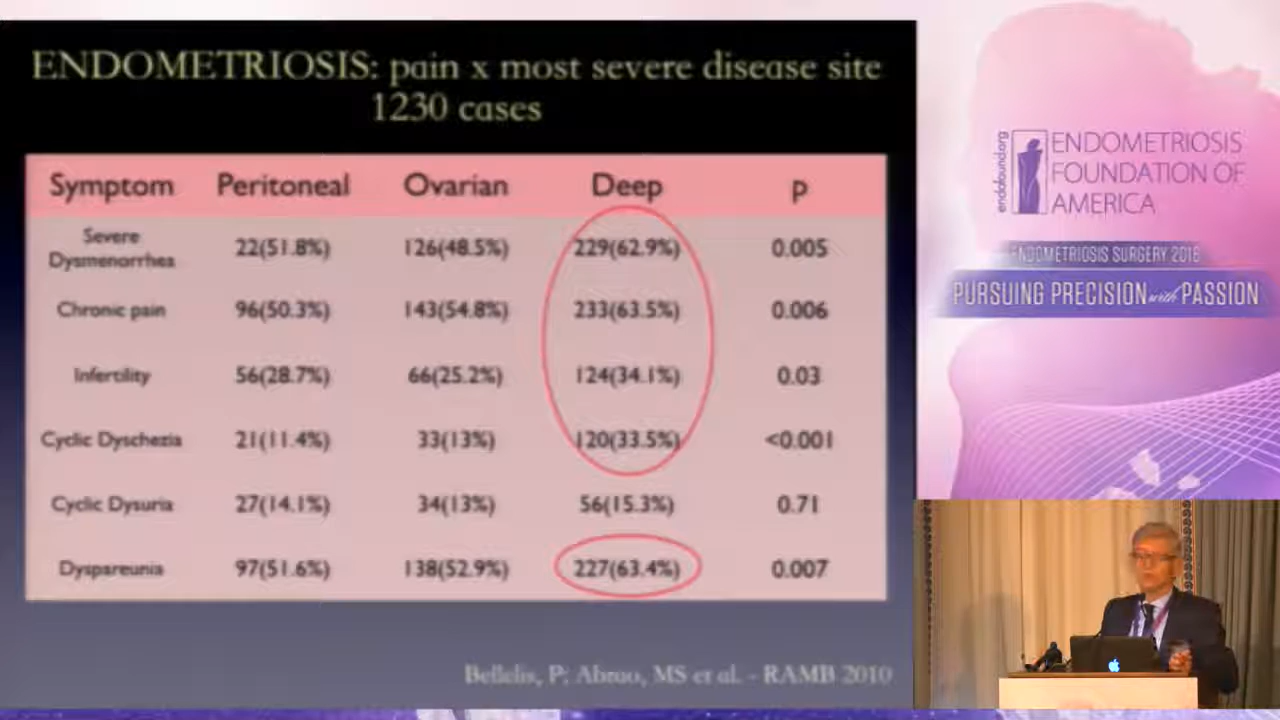 ENDOMETRIOSIS: pain x most severe disease site
1230 cases
Symptom Peritoneal Ovarian Deep p
Severe Dysmenorrhea 22(51.8%) 126(48.5%) 229(62.9%) 0.005
Chronic pain 96(50.3%) 143(54.8%) 233(63.5%) 0.006
Infertility 56(28.7%) 66(25.2%) 124(34.1%) 0.03
Cyclic Dyschezia 21(11.4%) 33(13%) 120(33.5%) <0.001
Cyclic Dysuria 27(14.1%) 34(13%) 56(15.3%) 0.71
Dyspareunia 97(51.6%) 138(52.9%) 227(63.4%) 0.007
Bellelis, P; Abrao, MS et al. - RAMB 2010
endofound.org
ENDOMETRIOSIS
FOUNDATION OF
AMERICA
ENDOMETRIOSIS SURGERY 2016
PURSUING PRECISION with PASSION